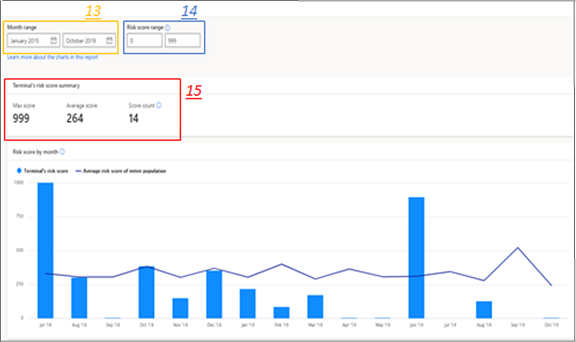 13
14
Month range
Risk score range
January 2015
October 2019
0
999
Learn more about the charts in this report
Terminal's risk score summary
15
Max score
Average score
Score count
999
264
14
Risk score by month
Terminal's risk score
Average risk score of entire population
1000
750
500
250
0
Jul '18
Aug '18
Sep '18
Oct '18
Nov '18
Dec '18
Jan '19
Feb '19
Mar '19
Apr '19
May '19
Jun '19
Jul '19
Aug '19
Sep '19
Oct '19